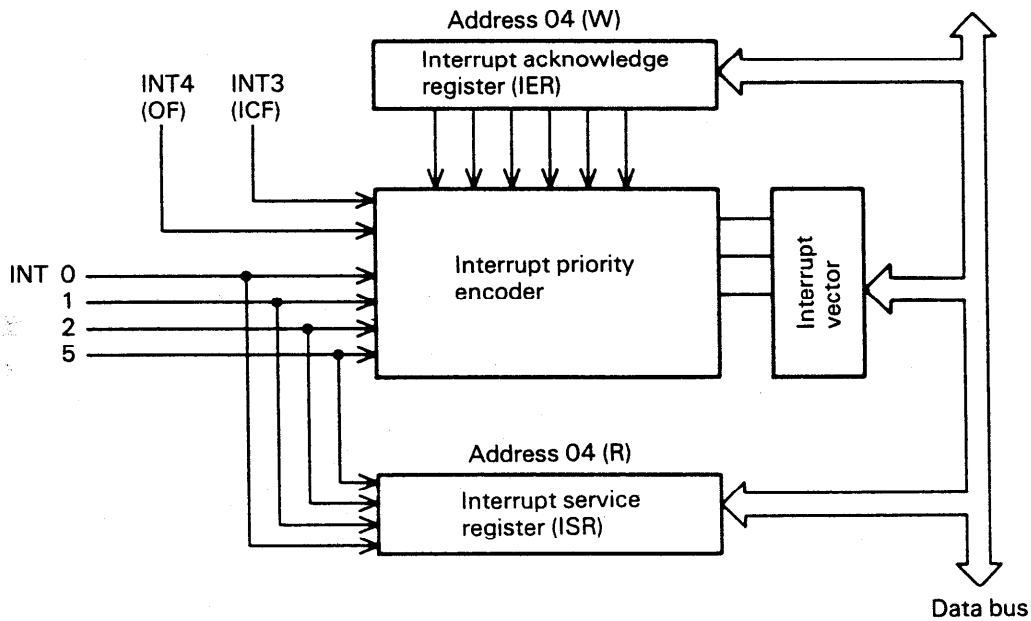 Address 04 (W)
Interrupt acknowledge
register (IER)
INT4
(OF)
INT3
(ICF)
INT 0
1
2
5
Interrupt priority
encoder
Interrupt
vector
Address 04 (R)
Interrupt service
register (ISR)
Data bus